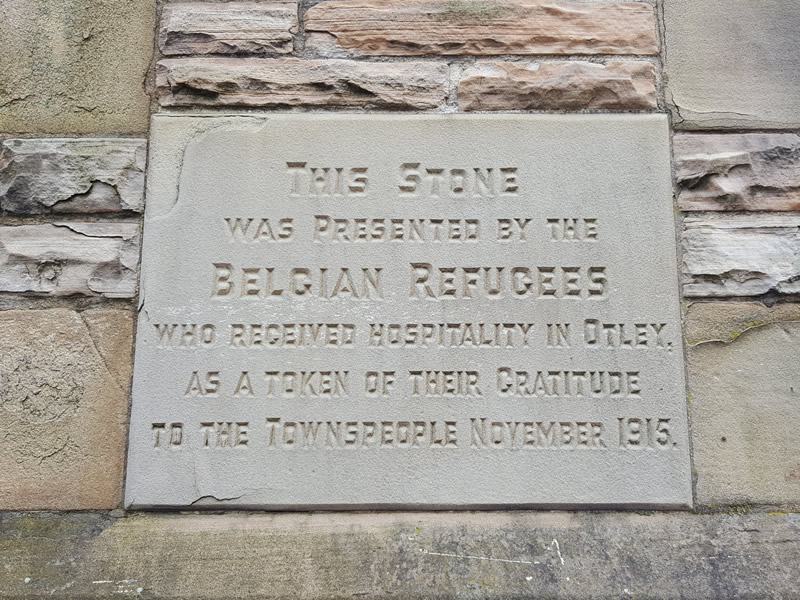 THIS STONE
WAS PRESENTED BY THE
BELGIAN REFUGEES
WHO RECEIVED HOSPITALITY IN OTLEY,
AS A TOKEN OF THEIR GRATITUDE
TO THE TOWNSPEOPLE NOVEMBER 1915.